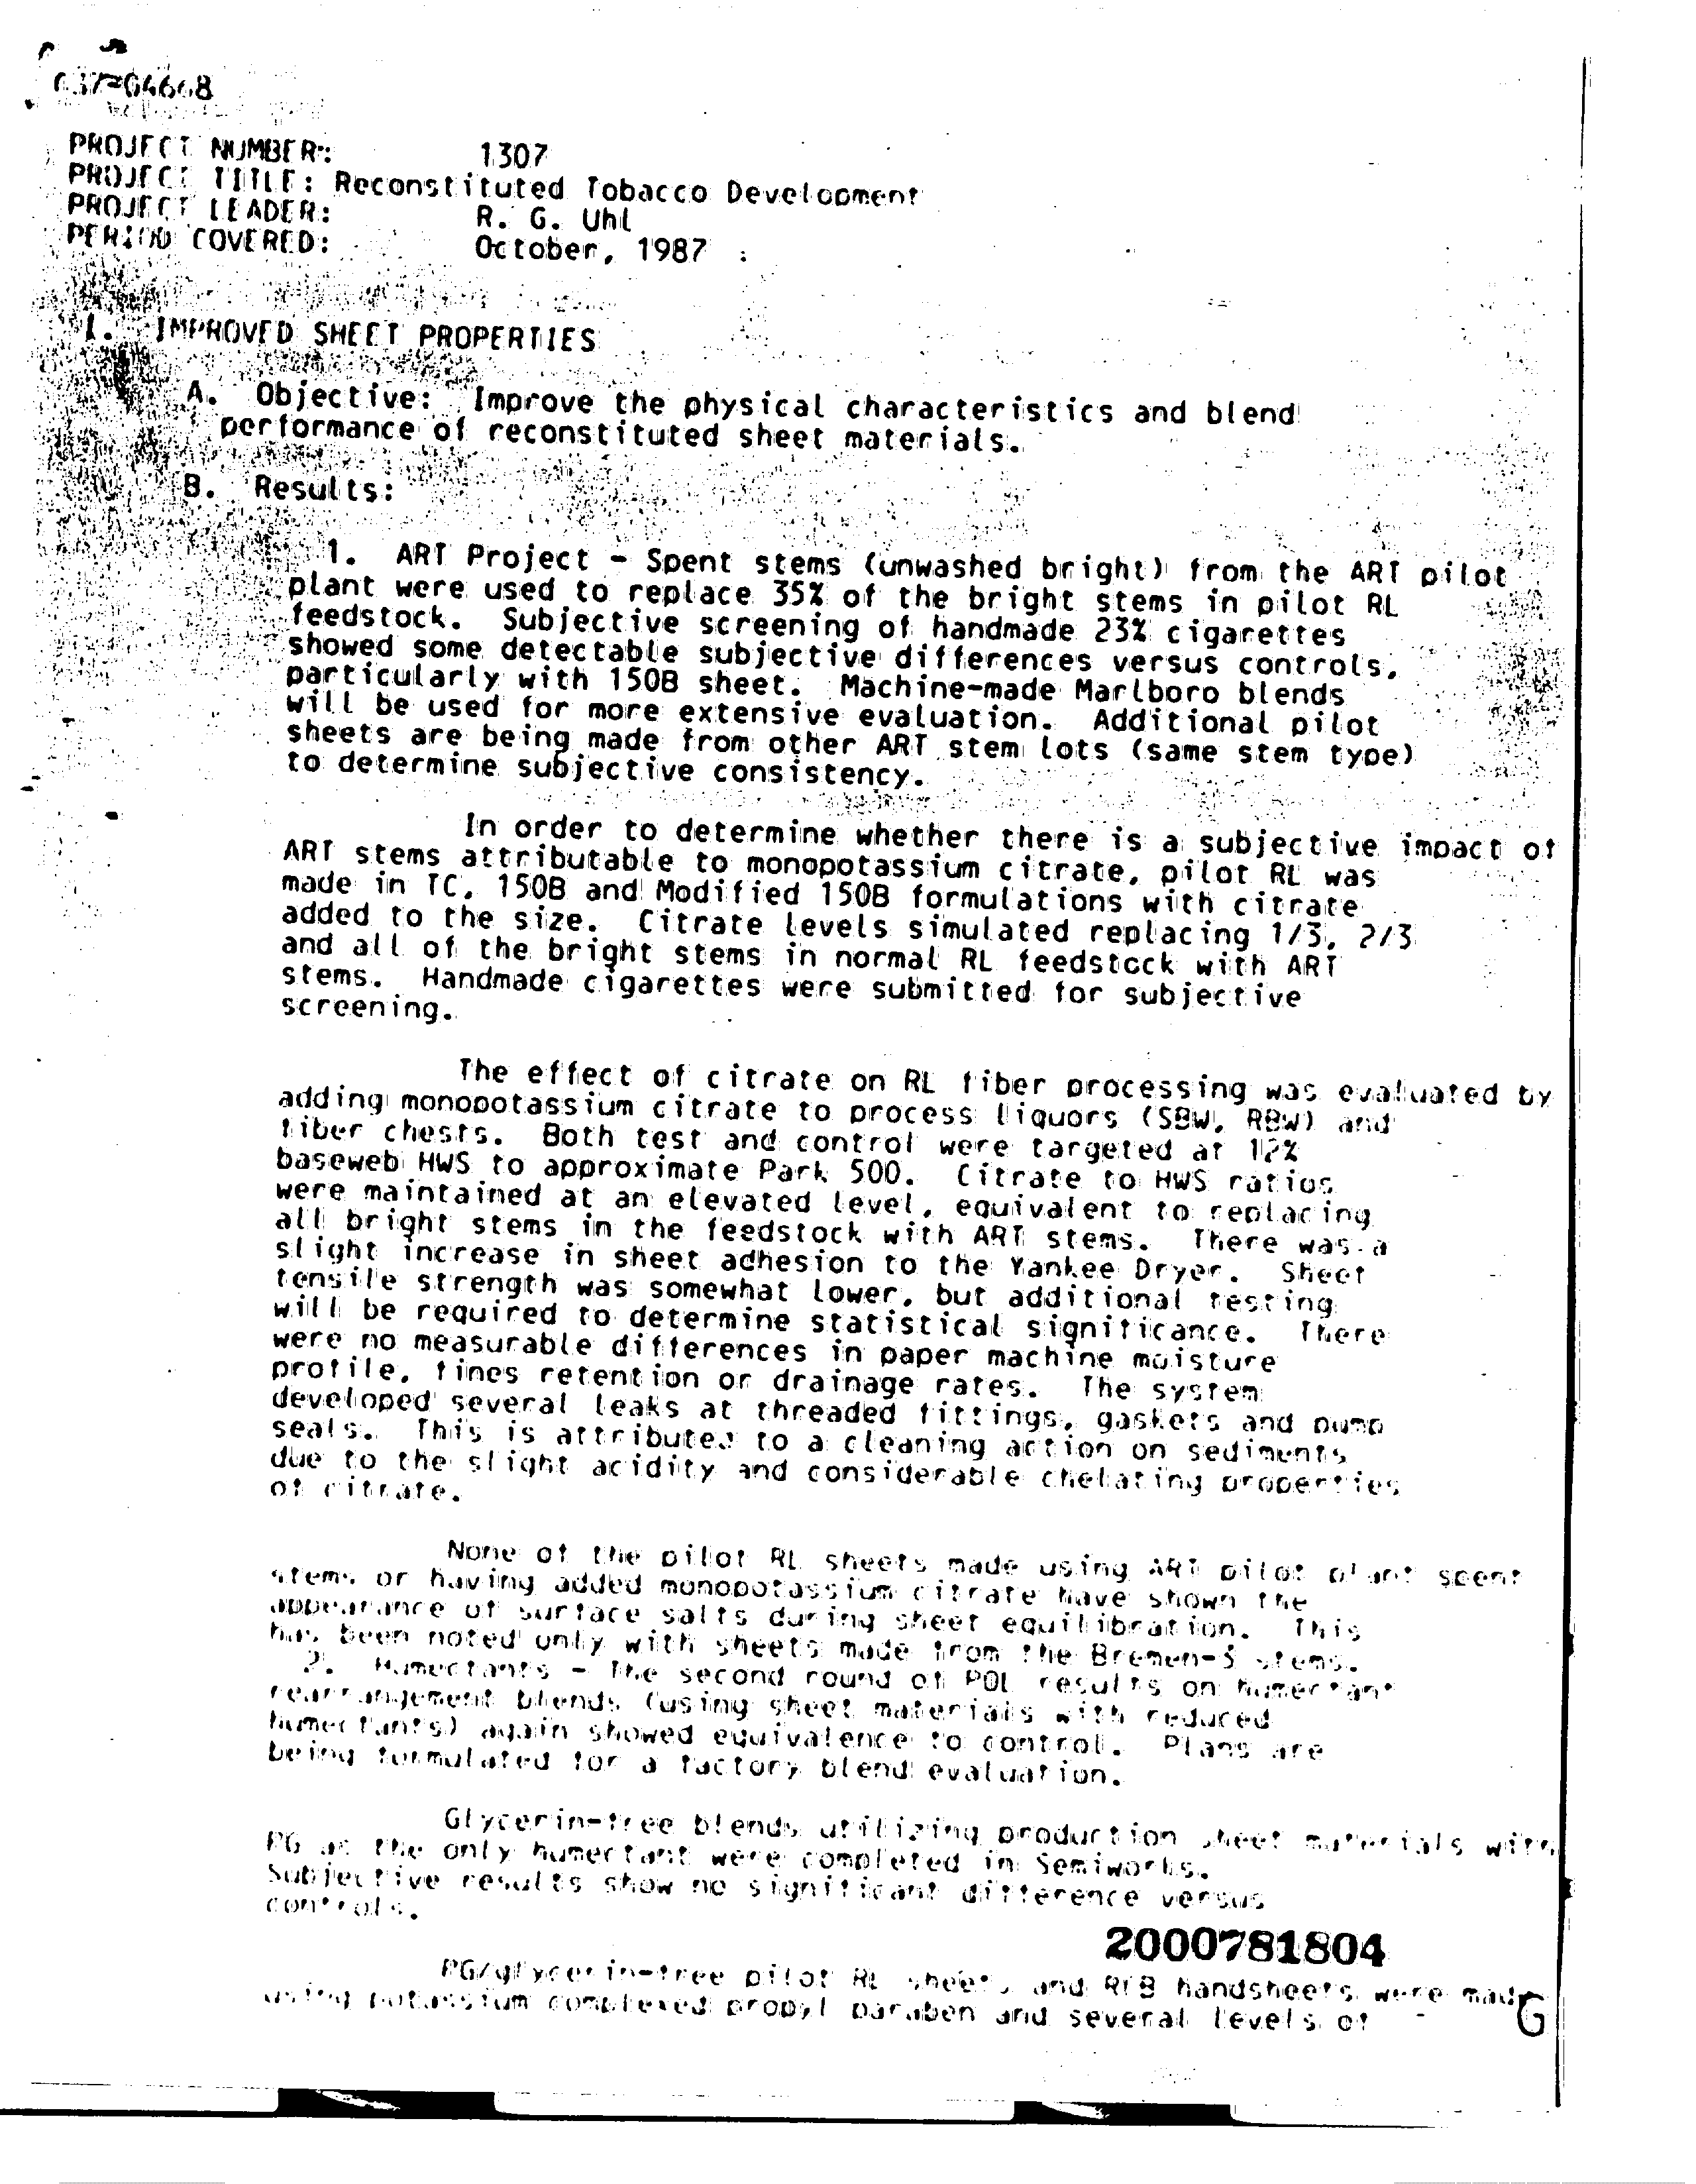 PROJECT NUMBER: 1307
PROJECT TITLE: Reconstituted Tobacco Development
PROJECT LEADER: R. G. Uhl
PERIOD COVERED: October, 1987
I. IMPROVED SHEET PROPERTIES
A. Objective: Improve the physical characteristics and blend
performance of reconstituted sheet materials.
B. Results:
1. ART Project - Spent stems (unwashed bright) from the ART pilot
plant were used to replace 35% of the bright stems in pilot RL
feedstock. Subjective screening of handmade 23% cigarettes
showed some detectable subjective differences versus controls,
particularly with 150B sheet. Machine-made Marlboro blends
will be used for more extensive evaluation. Additional pilot
sheets are being made from other ART stem lots (same stem type)
to determine subjective consistency.
In order to determine whether there is a subjective impact of
ART stems attributable to monopotassium citrate, pilot RL was
made in TC, 150B and Modified 150B formulations with citrate
added to the size. Citrate levels simulated replacing 1/3, 2/3
and all of the bright stems in normal RL feedstock with ART
stems. Handmade cigarettes were submitted for subjective
screening.
The effect of citrate on RL fiber processing was evaluated by
adding monopotassium citrate to process liquors (SBW, RBW) and
fiber chests. Both test and control were targeted at 12%
baseweb HWS to approximate Park 500. Citrate to HWS ratios
were maintained at an elevated level, equivalent to replacing
all bright stems in the feedstock with ART stems. There was a
slight increase in sheet adhesion to the Yankee Dryer. Sheet
tensile strength was somewhat lower, but additional testing
will be required to determine statistical significance. There
were no measurable differences in paper machine moisture
profile, fines retention or drainage rates. The system
developed several leaks at threaded fittings, gaskets and pump
seals. This is attributed to a cleaning action on sediments
due to the slight acidity and considerable chelating properties
of citrate.
None of the pilot RL sheets made using ART pilot plant spent
stems or having added monopotassium citrate have shown the
appearance of surface salts during sheet equilibration. This
has been noted only with sheets made from the Bremen-5 stems.
2. Humectants - The second round of POL results on humectant
rearrangement blends (using sheet materials with reduced
humectants) again showed equivalence to control. Plans are
being formulated for a factory blend evaluation.
Glycerin-free blends utilizing production sheet materials with
PG as the only humectant were completed in Semiworks.
Subjective results show no significant difference versus
controls.
2000781804
PG/glycerin-free pilot RL sheets and RCB handsheets were made
using potassium complexed propyl paraben and several levels of
G